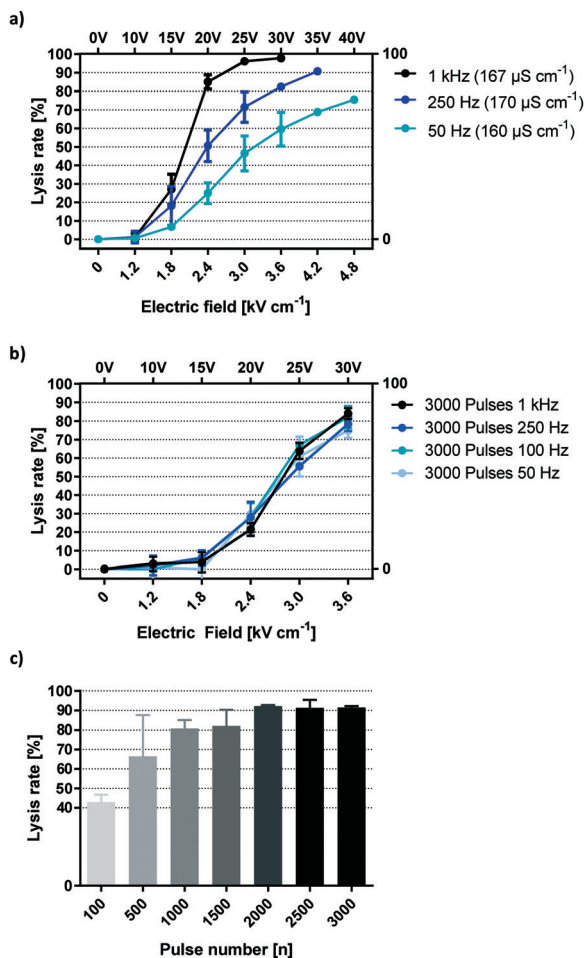 a)
0V 10V 15V 20V 25V 30V 35V 40V
100
90
80
70
60
50
40
30
20
10
0
Lysis rate [%]
100
0
1 kHz (167 µS cm⁻¹)
250 Hz (170 µS cm⁻¹)
50 Hz (160 µS cm⁻¹)
0 1.2 1.8 2.4 3.0 3.6 4.2 4.8
Electric field [kV cm⁻¹]
b)
0V 10V 15V 20V 25V 30V
100
90
80
70
60
50
40
30
20
10
0
Lysis rate [%]
100
0
3000 Pulses 1 kHz
3000 Pulses 250 Hz
3000 Pulses 100 Hz
3000 Pulses 50 Hz
0 1.2 1.8 2.4 3.0 3.6
Electric Field [kV cm⁻¹]
c)
100
90
80
70
60
50
40
0
Lysis rate [%]
100 500 1000 1500 2000 2500 3000
Pulse number [n]